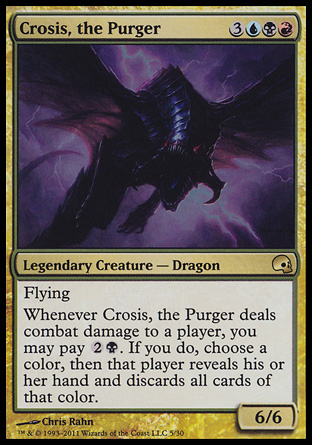 Crosis, the Purger 3
Legendary Creature — Dragon
Flying
Whenever Crosis, the Purger deals
combat damage to a player, you
may pay 2. If you do, choose a
color, then that player reveals his or
her hand and discards all cards of
that color.
Chris Rahn
™ & © 1993-2011 Wizards of the Coast LLC 5/30
6/6